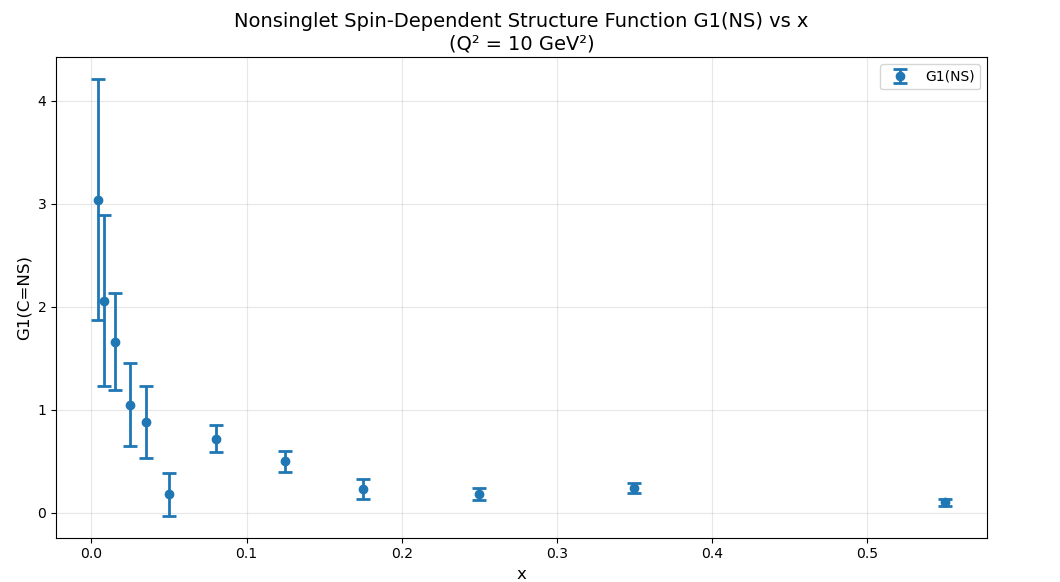 Nonsinglet Spin-Dependent Structure Function G1(NS) vs x
(Q² = 10 GeV²)
G1(NS)
G1(C=NS)
4
3
2
1
0
0.0
0.1
0.2
0.3
0.4
0.5
x